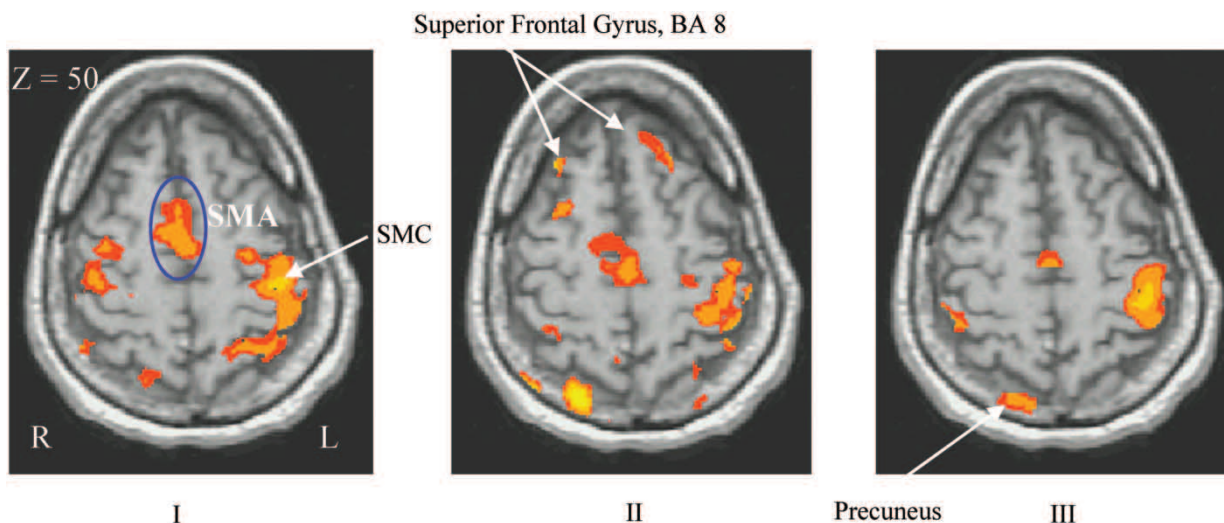 Superior Frontal Gyrus, BA 8
Z = 50
SMA
SMC
R
L
I
II
Precuneus
III